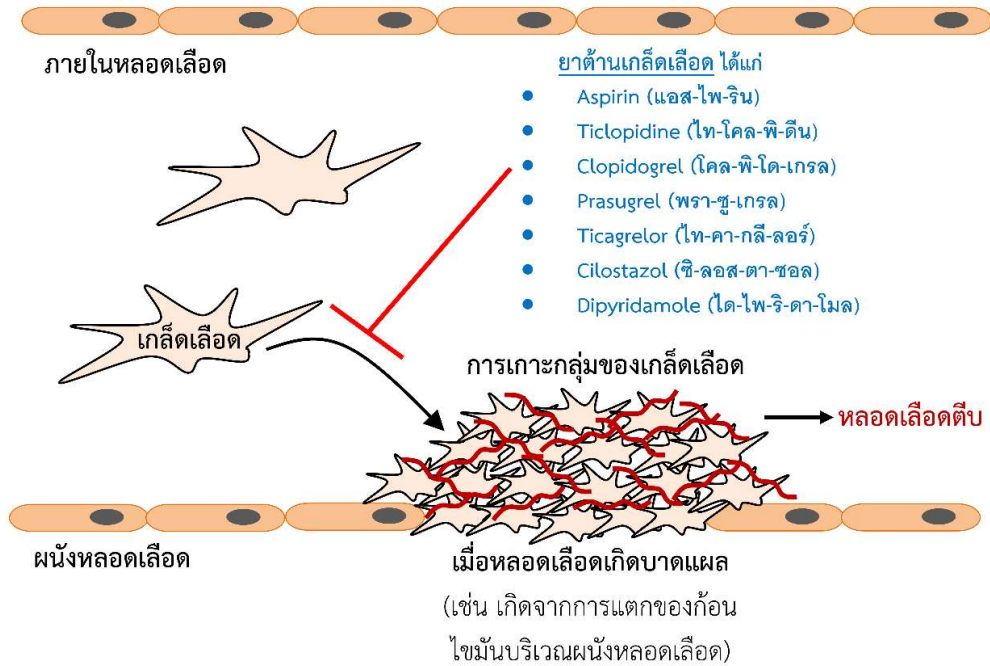 ภายในหลอดเลือด
ยาต้านเกล็ดเลือด ได้แก่
• Aspirin (แอส-ไพ-ริน)
• Ticlopidine (ไท-โคล-พิ-ดีน)
• Clopidogrel (โคล-พิ-โด-เกรล)
• Prasugrel (พรา-ซู-เกรล)
• Ticagrelor (ไท-คา-กลี-ลอร์)
• Cilostazol (ซิ-ลอส-ตา-ซอล)
• Dipyridamole (ได-ไพ-ริ-ดา-โมล)
เกล็ดเลือด
การเกาะกลุ่มของเกล็ดเลือด
หลอดเลือดตีบ
ผนังหลอดเลือด
เมื่อหลอดเลือดเกิดบาดแผล
(เช่น เกิดจากการแตกของก้อน
ไขมันบริเวณผนังหลอดเลือด)